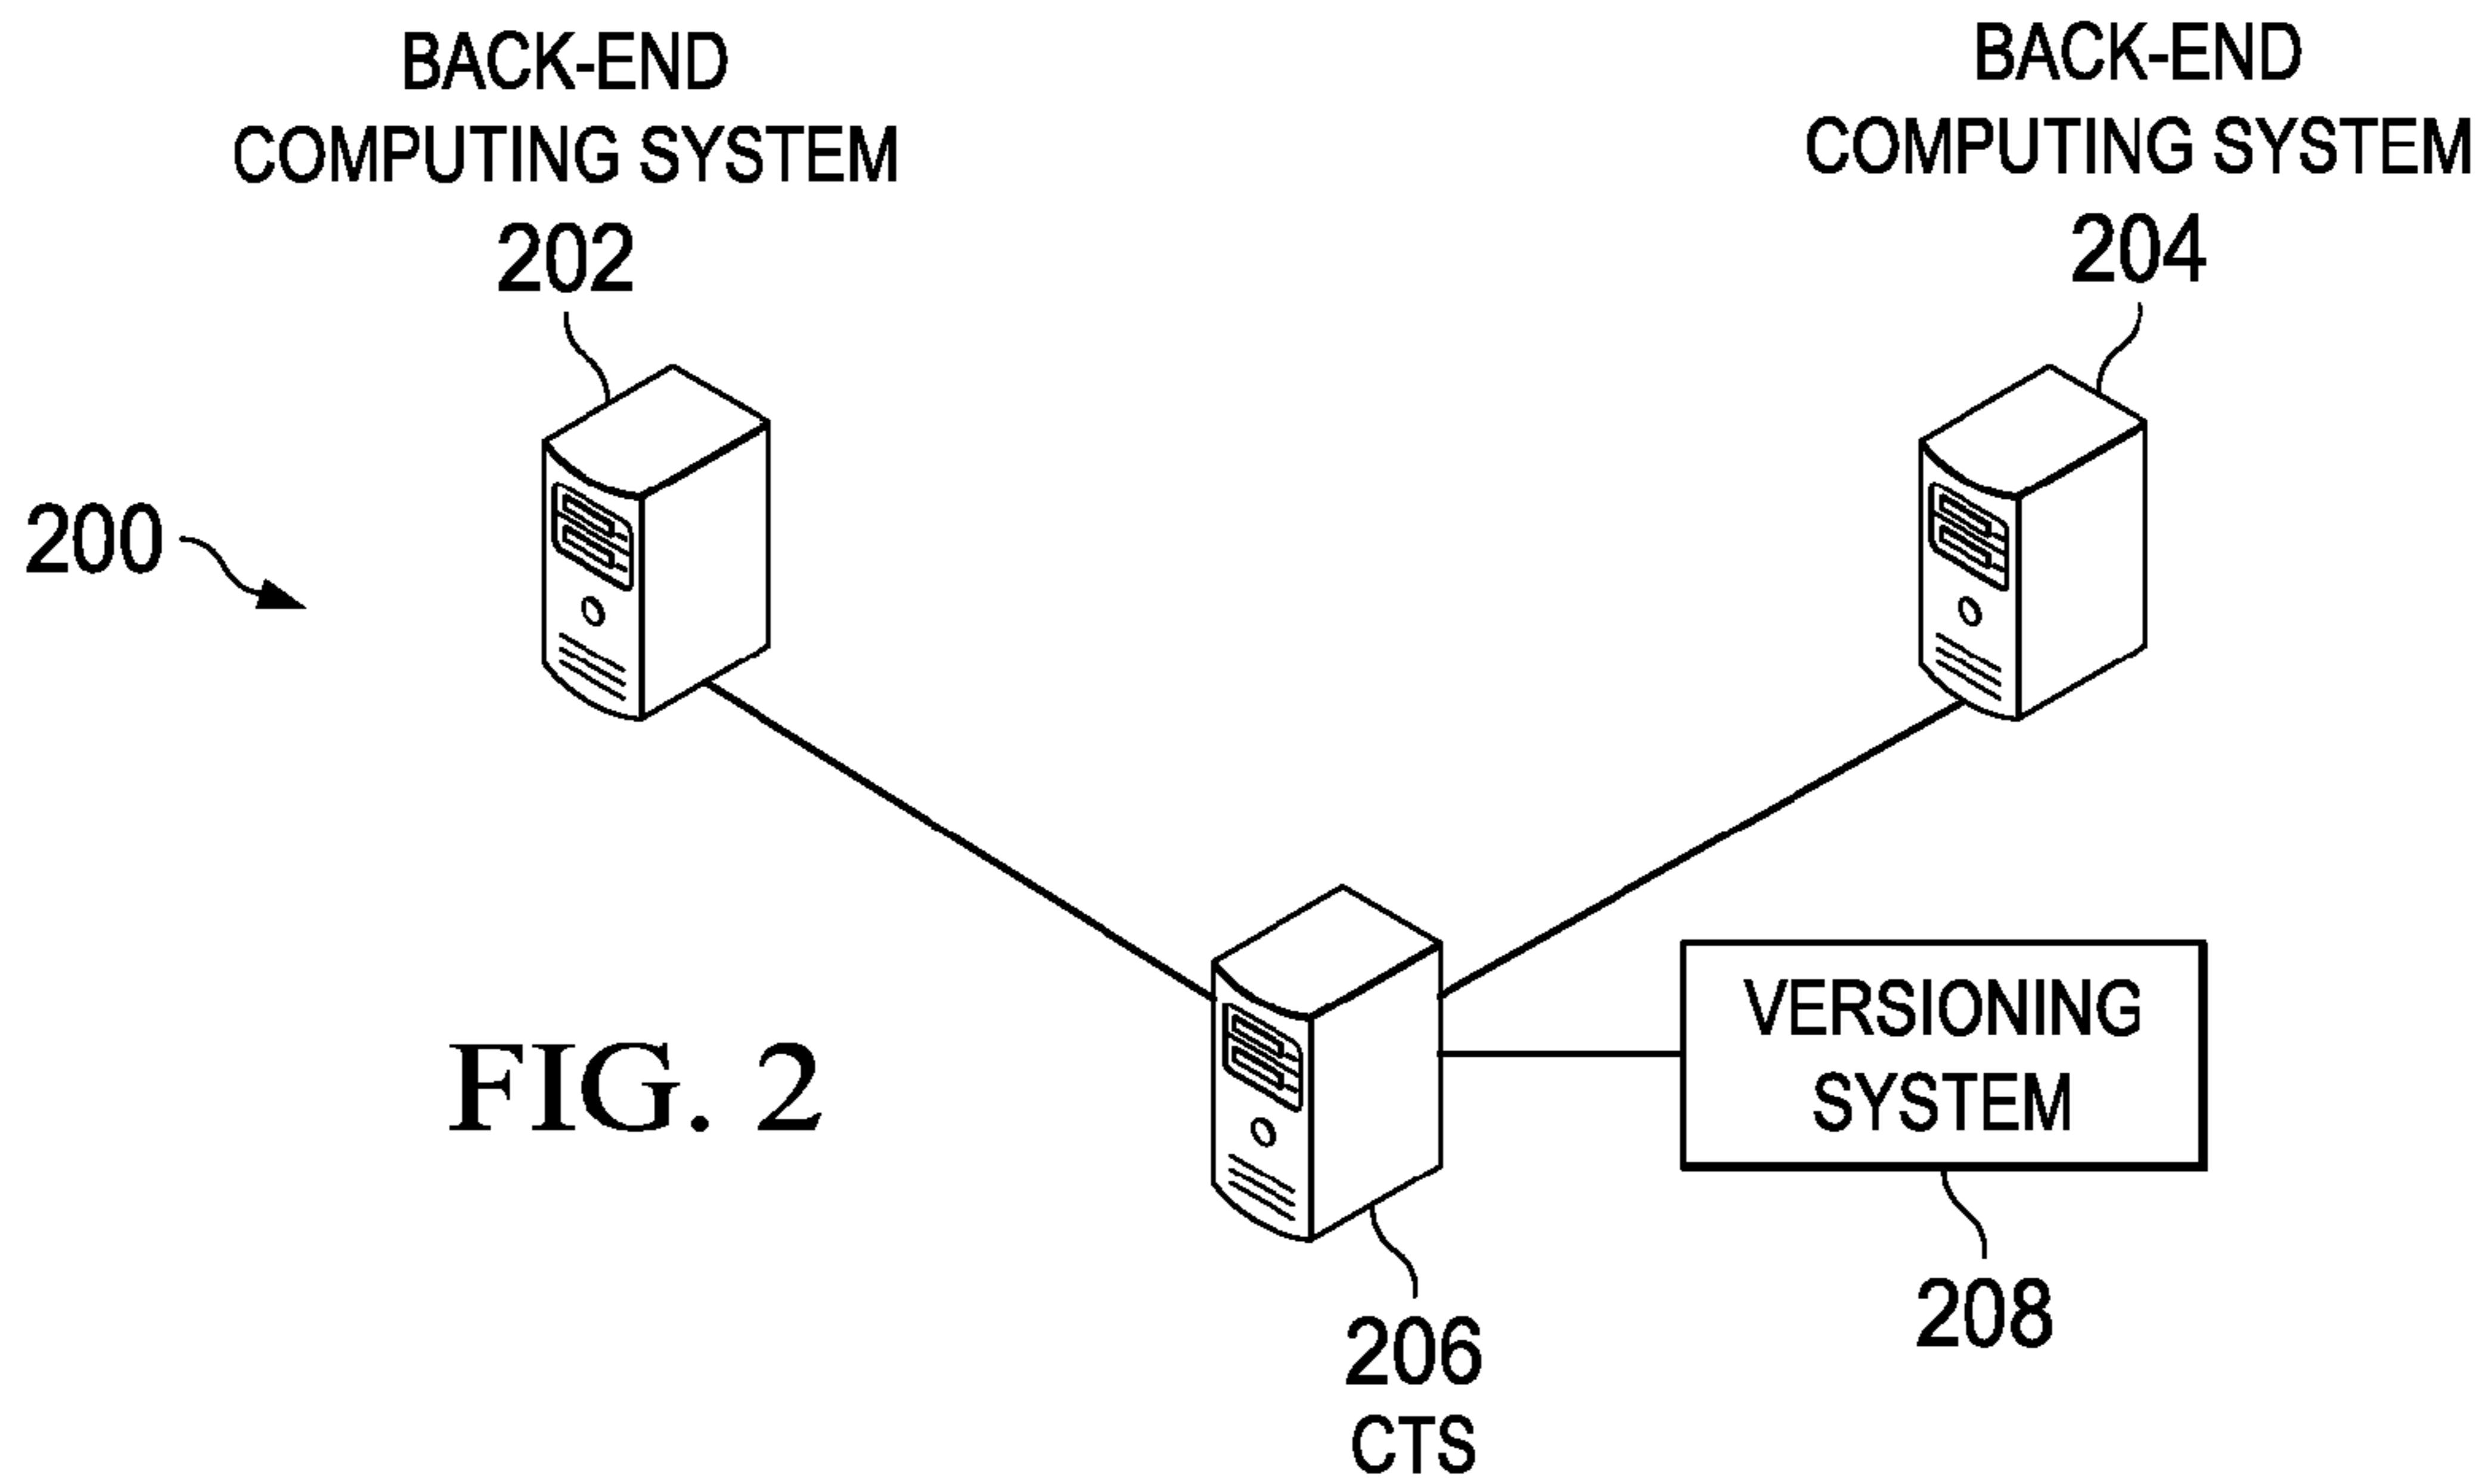 BACK-END
COMPUTING SYSTEM
202
BACK-END
COMPUTING SYSTEM
204
200
FIG. 2
VERSIONING
SYSTEM
208
206
CTS